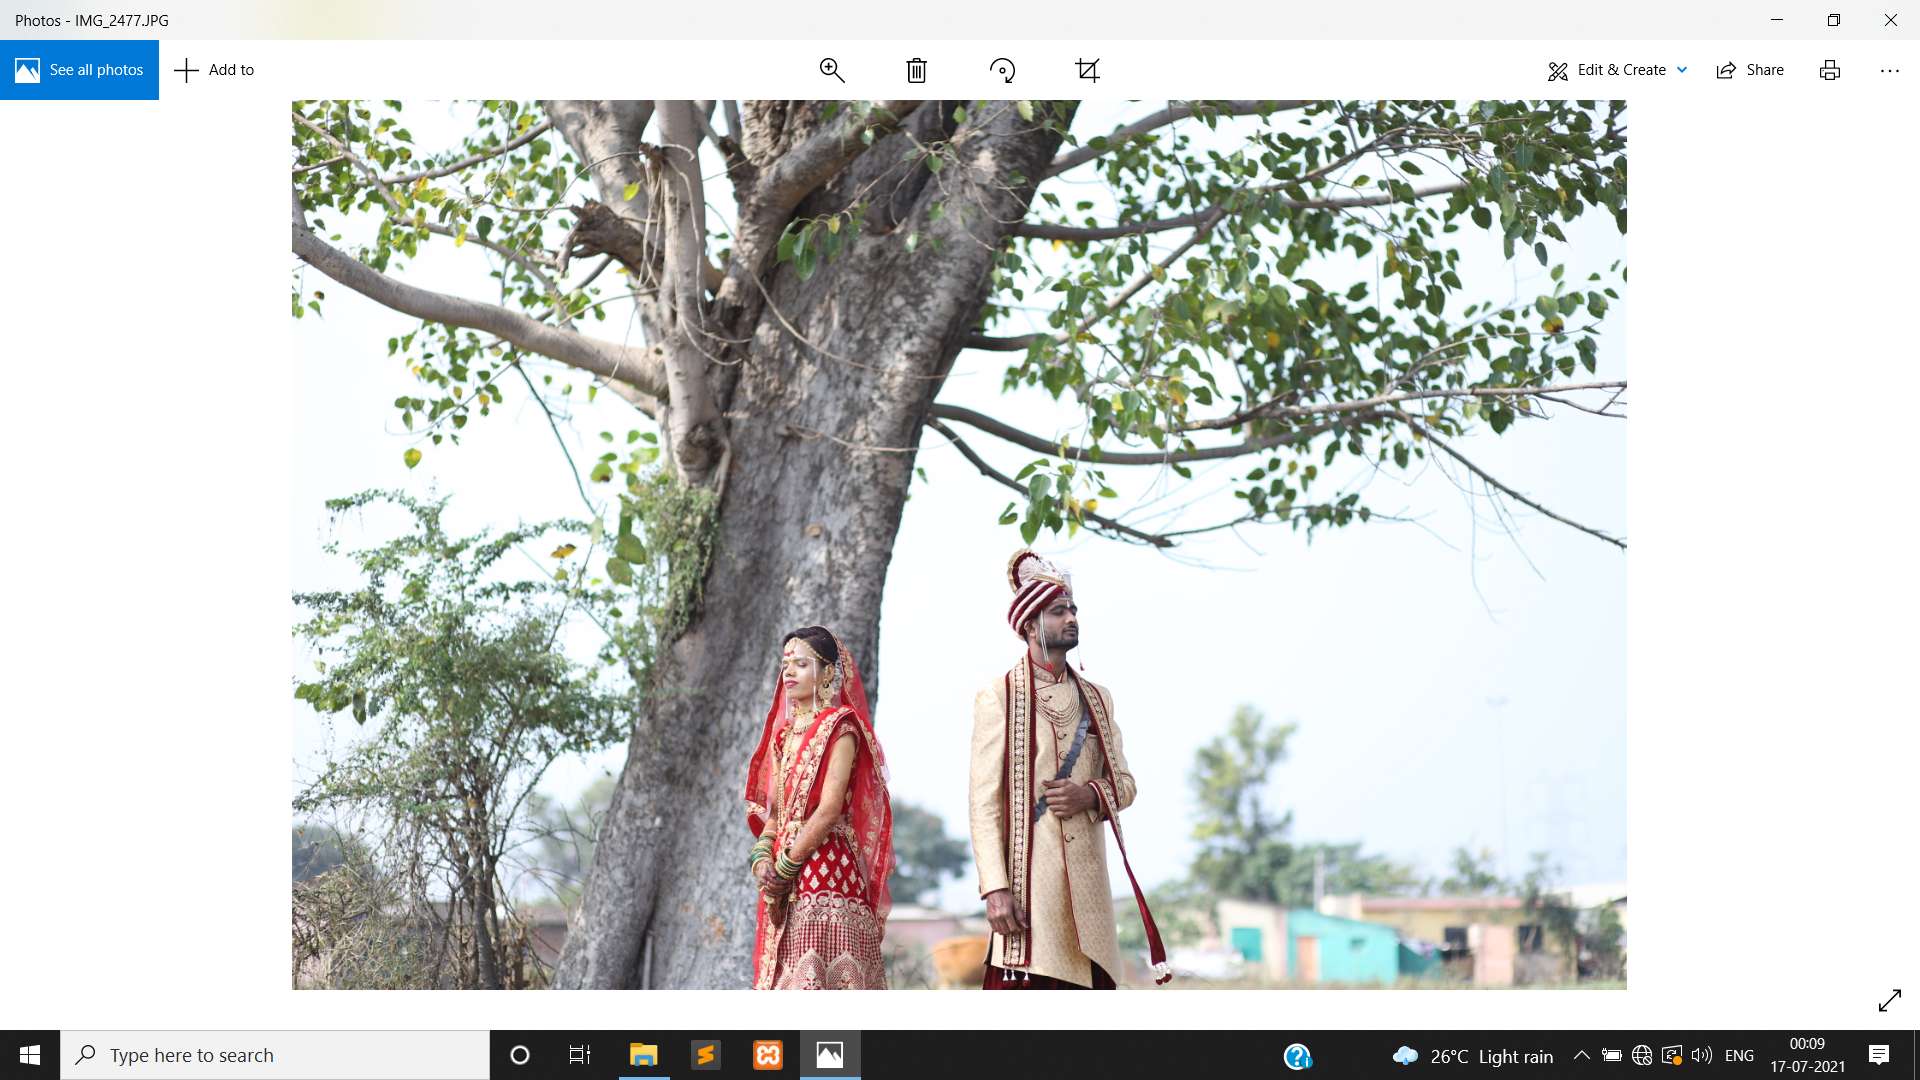 Photos - IMG_2477.JPG
See all photos
Add to
Edit & Create
Share
Type here to search
26°C Light rain
ENG
00:09
17-07-2021